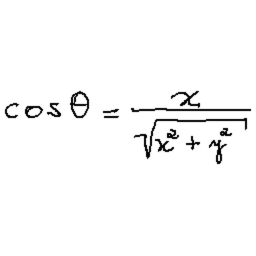 cos θ = x / √(x² + y²)